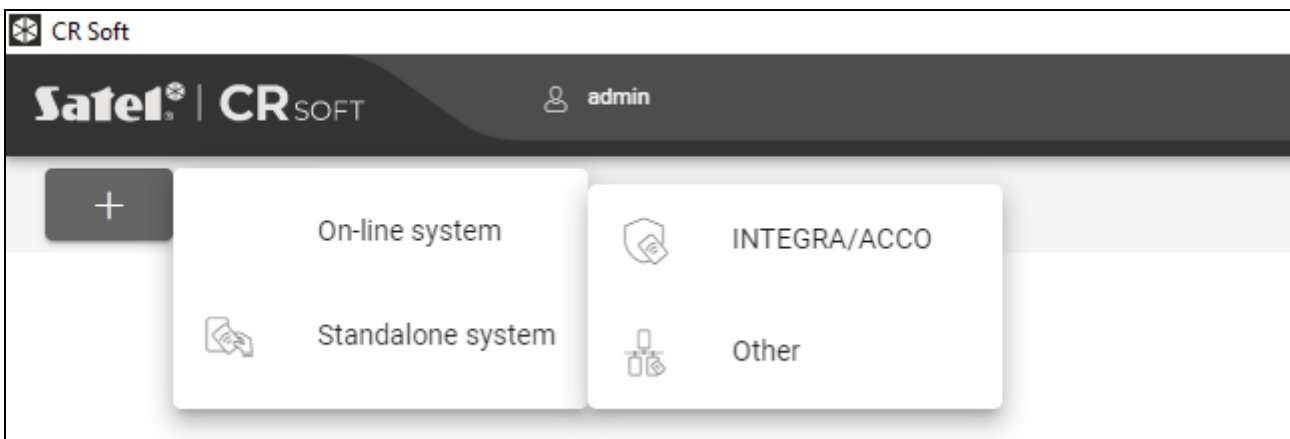 CR Soft
Satel® | CR SOFT
admin
+
On-line system
INTEGRA/ACCO
Standalone system
Other